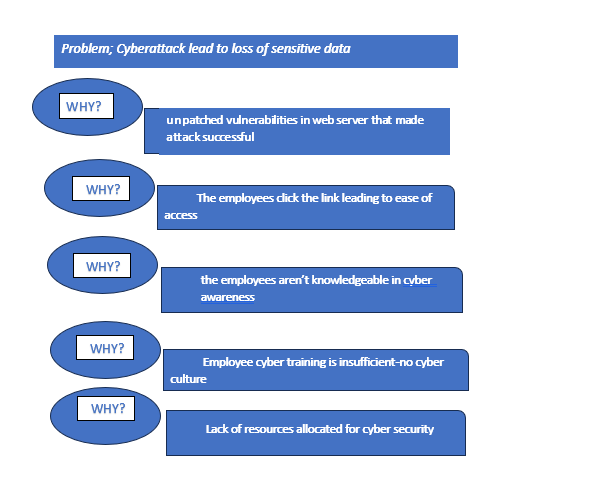 Problem; Cyberattack lead to loss of sensitive data
WHY?
unpatched vulnerabilities in web server that made
attack successful
WHY?
The employees click the link leading to ease of
access
WHY?
the employees aren't knowledgeable in cyber
awareness
WHY?
Employee cyber training is insufficient-no cyber
culture
WHY?
Lack of resources allocated for cyber security